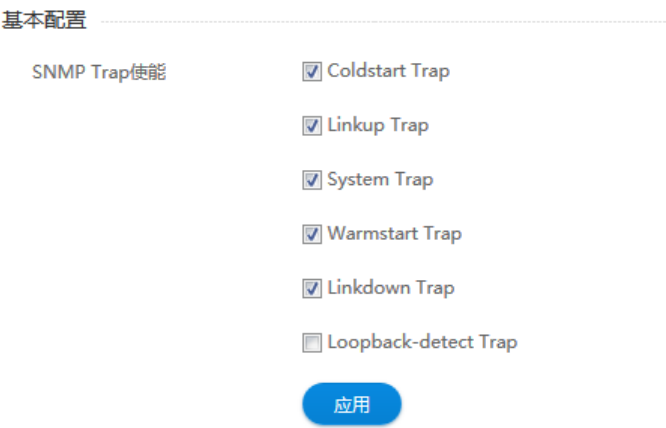 基本配置
SNMP Trap使能
Coldstart Trap
Linkup Trap
System Trap
Warmstart Trap
Linkdown Trap
Loopback-detect Trap
应用